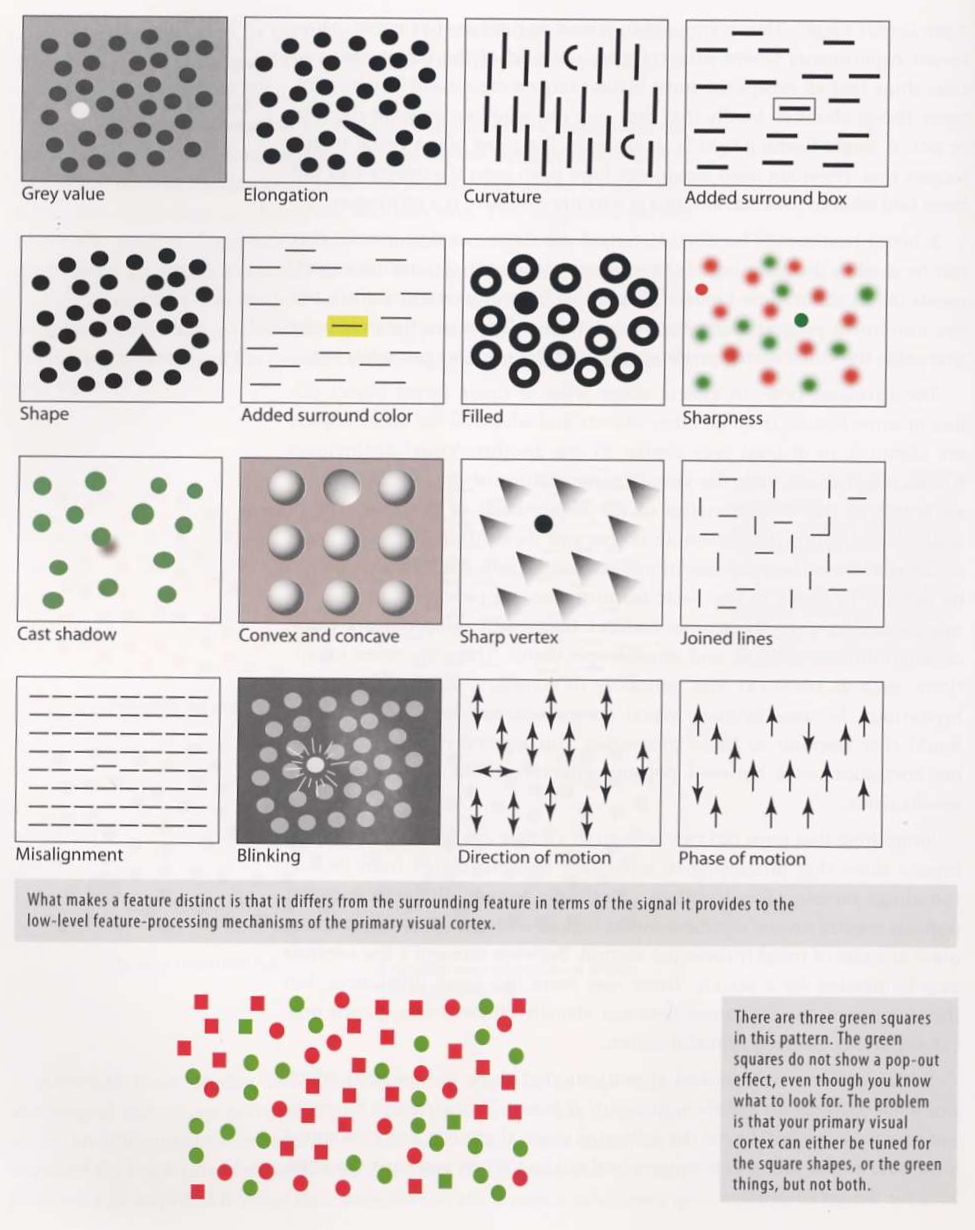 Grey value
Elongation
Curvature
Added surround box
Shape
Added surround color
Filled
Sharpness
Cast shadow
Convex and concave
Sharp vertex
Joined lines
Misalignment
Blinking
Direction of motion
Phase of motion
What makes a feature distinct is that it differs from the surrounding feature in terms of the signal it provides to the
low-level feature-processing mechanisms of the primary visual cortex.
There are three green squares
in this pattern. The green
squares do not show a pop-out
effect, even though you know
what to look for. The problem
is that your primary visual
cortex can either be tuned for
the square shapes, or the green
things, but not both.